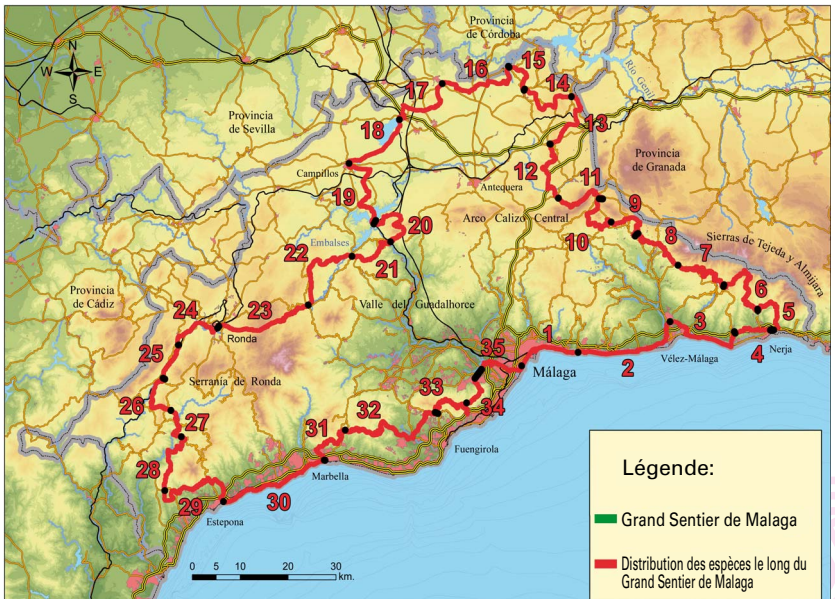 Provincia
de Córdoba
N
W E
S
Río Genil
15
16
17
14
Provincia
de Sevilla
13
18
Provincia
de Granada
12
Campillos
11
Antequera
19
9
Arco Calizo Central
20
10
Sierras de Tejeda y Almijara
Embalses
8
22
21
7
Provincia
de Cádiz
6
Valle del Guadalhorce
24
23
5
Ronda
1
3
25
35
2
Vélez-Málaga
4
Nerja
Málaga
Serranía de Ronda
26
33
34
27
32
31
Fuengirola
28
Marbella
29
30
Estepona
0 5 10 20 30
km.
Légende:
Grand Sentier de Malaga
Distribution des espèces le long du
Grand Sentier de Malaga